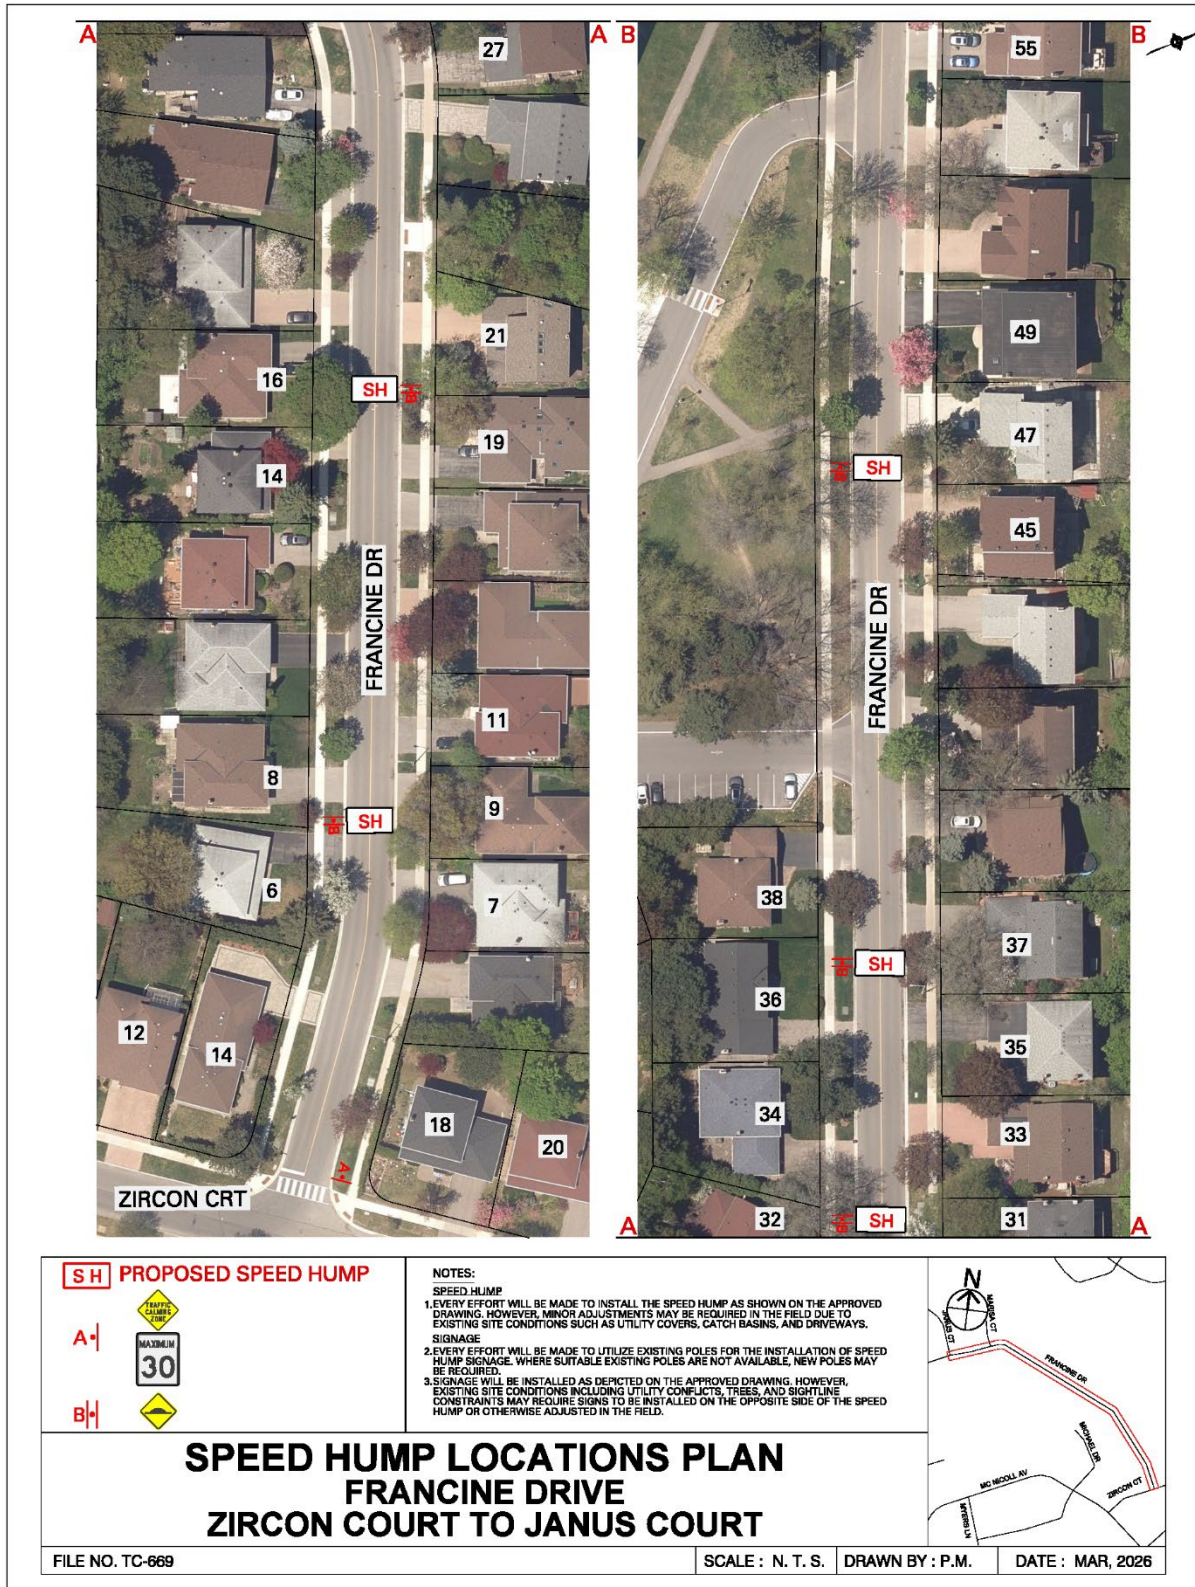 A
A
B
B
27
16
21
SH
B
19
14
FRANCINE DR
11
8
B
SH
9
6
7
12
14
18
20
A
ZIRCON CRT
55
49
47
B
SH
45
FRANCINE DR
38
37
B
SH
36
35
34
33
32
B
SH
31
A
A
SH PROPOSED SPEED HUMP
TRAFFIC
CALMING
ZONE
A
MAXIMUM
30
B
NOTES:
SPEED HUMP
1. EVERY EFFORT WILL BE MADE TO INSTALL THE SPEED HUMP AS SHOWN ON THE APPROVED
DRAWING. HOWEVER, MINOR ADJUSTMENTS MAY BE REQUIRED IN THE FIELD DUE TO
EXISTING SITE CONDITIONS SUCH AS UTILITY COVERS, CATCH BASINS, AND DRIVEWAYS.
SIGNAGE
2. EVERY EFFORT WILL BE MADE TO UTILIZE EXISTING POLES FOR THE INSTALLATION OF SPEED
HUMP SIGNAGE. WHERE SUITABLE EXISTING POLES ARE NOT AVAILABLE, NEW POLES MAY
BE REQUIRED.
3. SIGNAGE WILL BE INSTALLED AS DEPICTED ON THE APPROVED DRAWING. HOWEVER,
EXISTING SITE CONDITIONS INCLUDING UTILITY CONFLICTS, TREES, AND SIGHTLINE
CONSTRAINTS MAY REQUIRE SIGNS TO BE INSTALLED ON THE OPPOSITE SIDE OF THE SPEED
HUMP OR OTHERWISE ADJUSTED IN THE FIELD.
N
JANUS CT
MARISA CT
FRANCINE DR
MICHAEL DR
MC NICOLL AV
ZIRCON CT
MYERS LN
SPEED HUMP LOCATIONS PLAN
FRANCINE DRIVE
ZIRCON COURT TO JANUS COURT
FILE NO. TC-669
SCALE : N. T. S.
DRAWN BY : P.M.
DATE : MAR, 2026